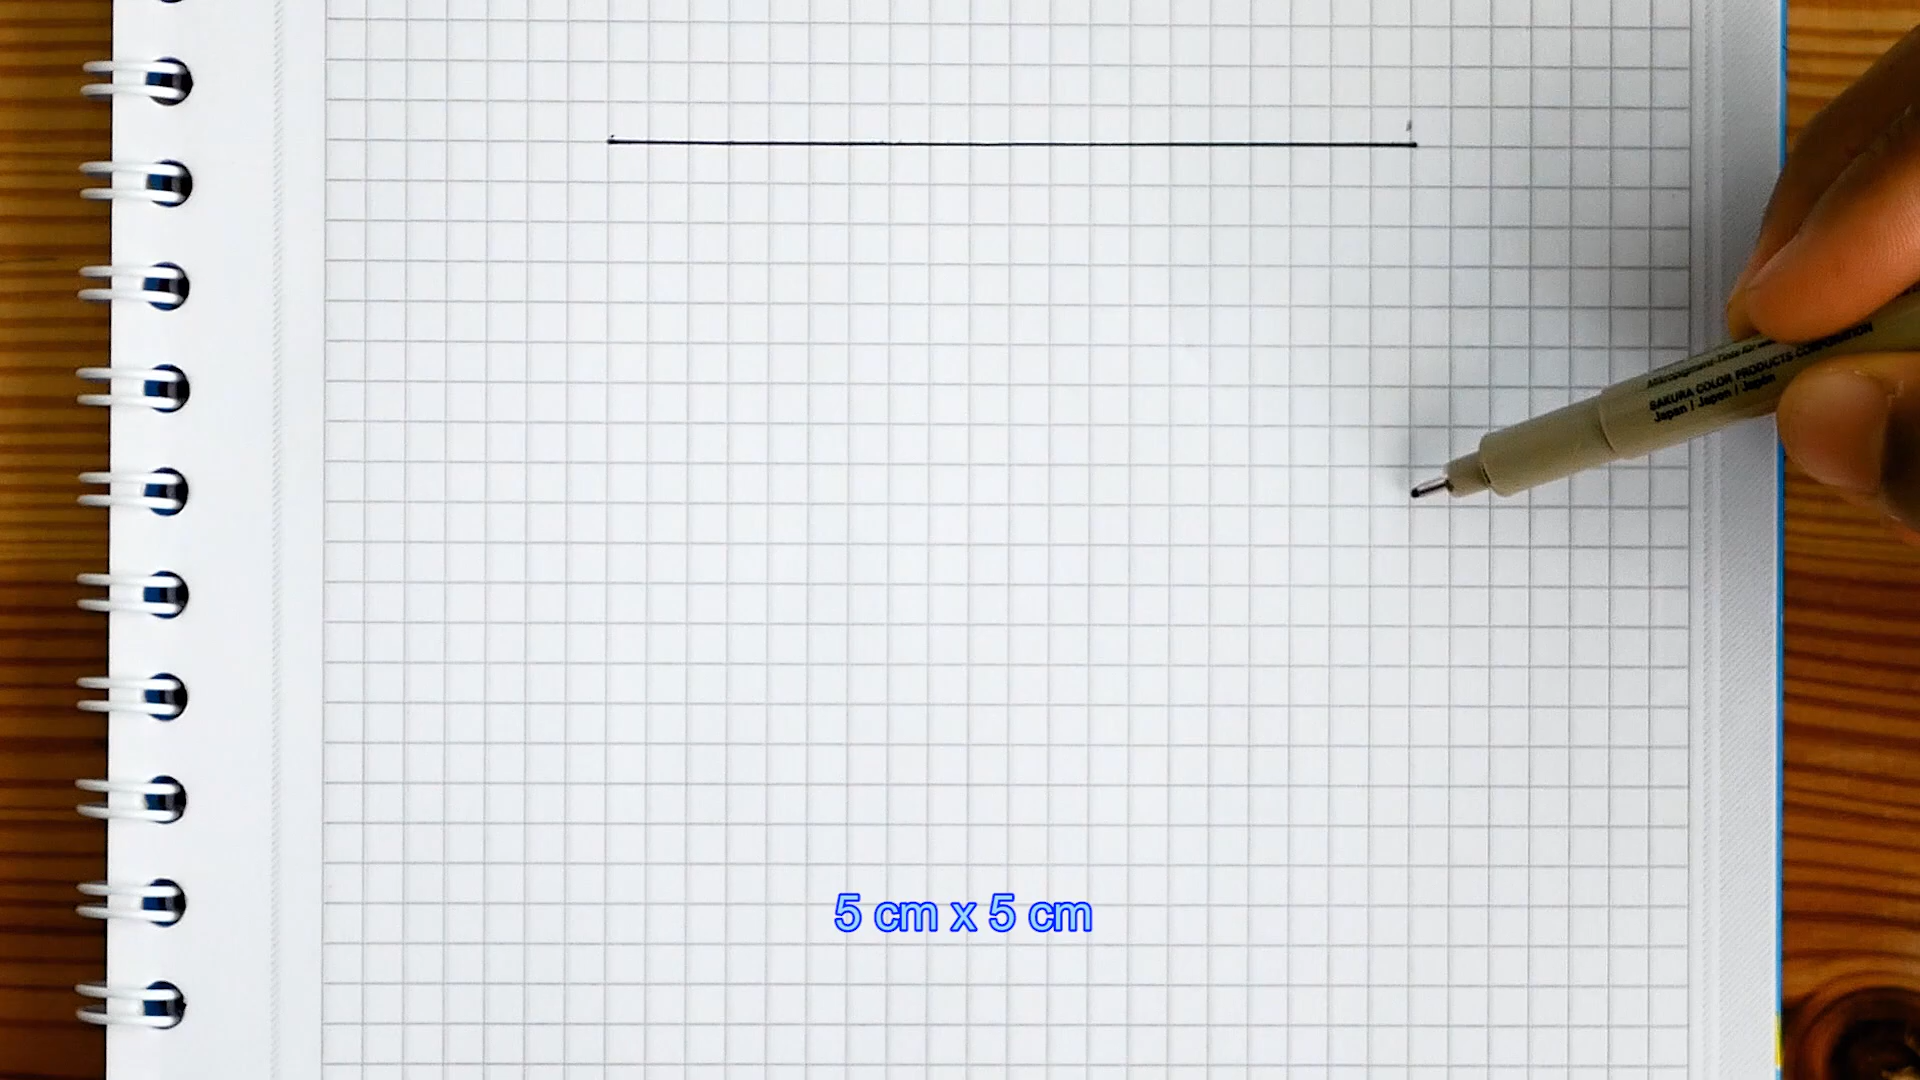 SAKURA COLOR PRODUCTS CORPORATION
Japan | Japon | Japón
5 cm x 5 cm